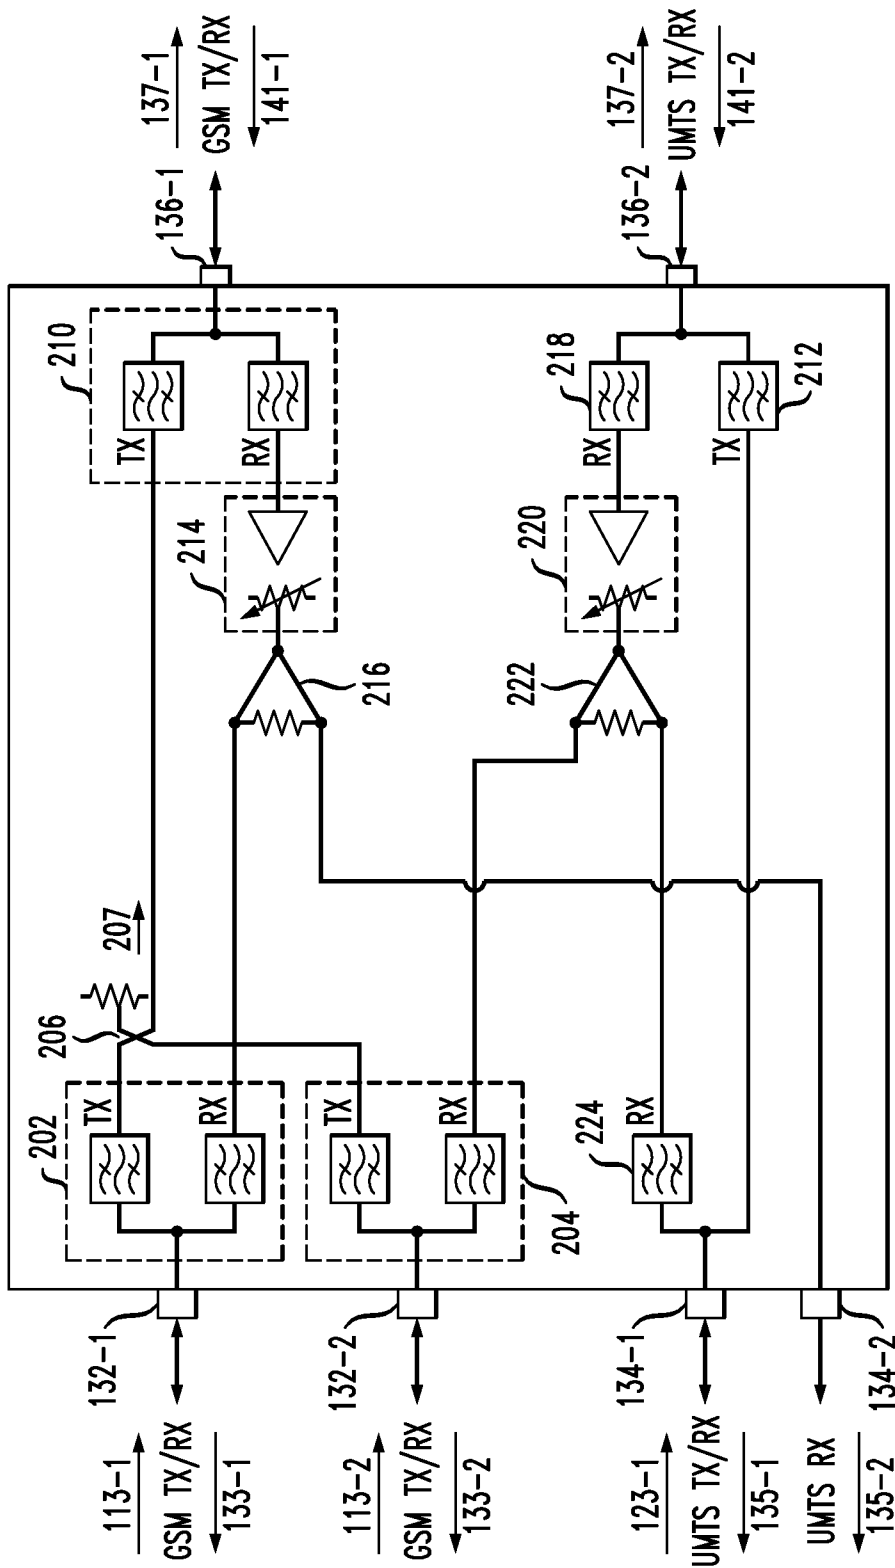 113-1
GSM TX/RX
133-1
132-1
113-2
GSM TX/RX
133-2
132-2
123-1
UMTS TX/RX
135-1
134-1
UMTS RX
135-2
134-2
202
TX
RX
204
TX
RX
224
RX
206
207
216
222
214
220
210
TX
RX
218
RX
212
TX
136-1
137-1
GSM TX/RX
141-1
136-2
137-2
UMTS TX/RX
141-2